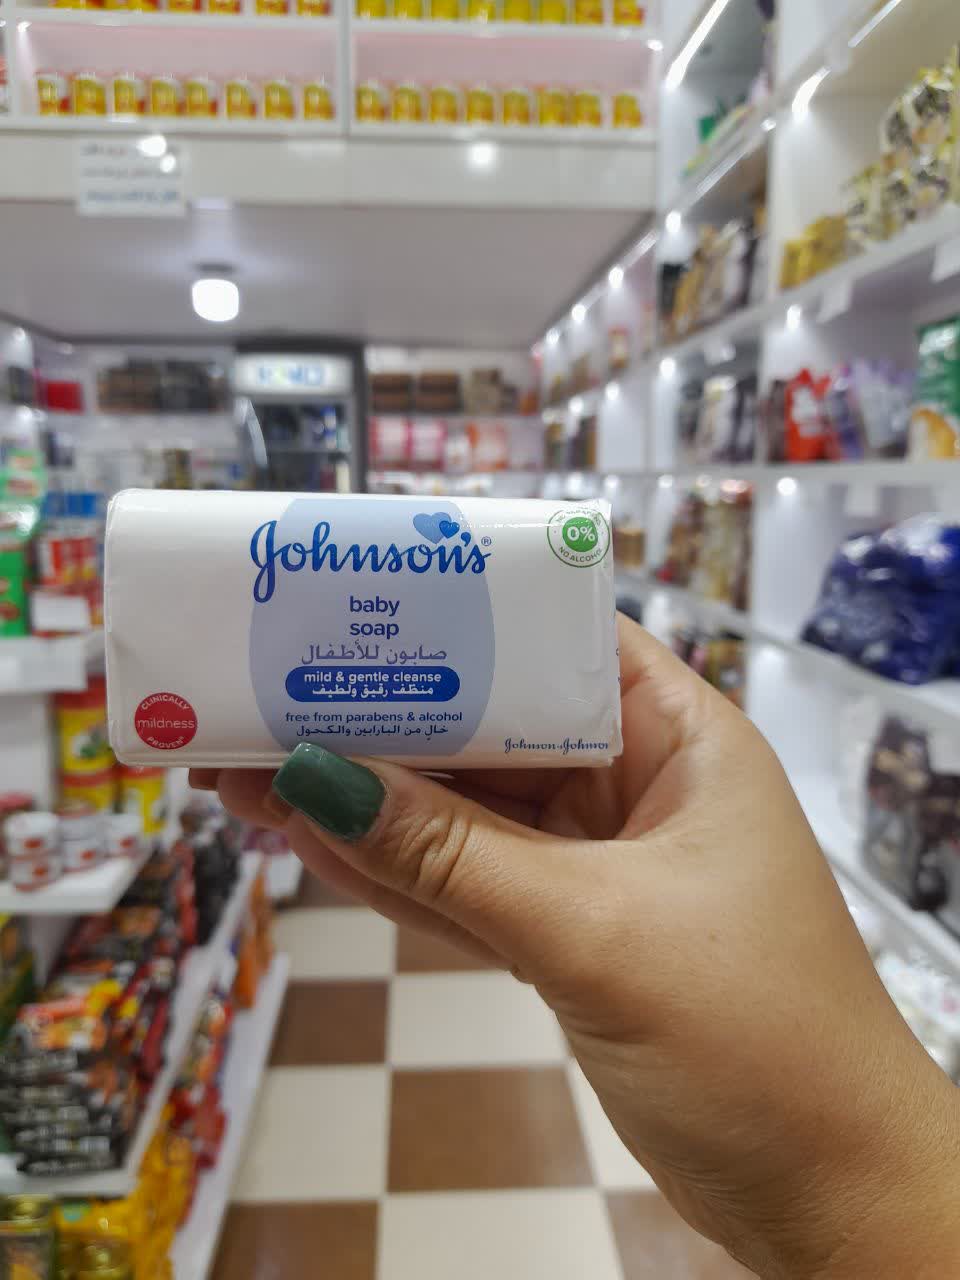 Johnson's®
baby
soap
صابون للأطفال
mild & gentle cleanse
منظف رقيق ولطيف
free from parabens & alcohol
خالٍ من البارابين والكحول
0%
NO ALCOHOL
CLINICALLY
mildness
PROVEN
Johnson & Johnson